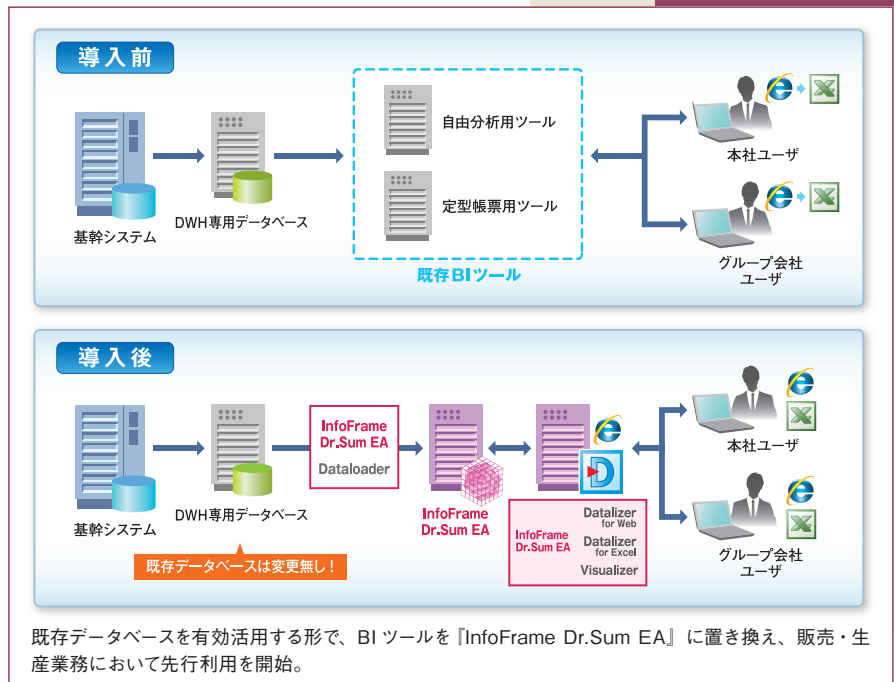 導入前
自由分析用ツール
定型帳票用ツール
既存BIツール
基幹システム
DWH専用データベース
本社ユーザ
グループ会社
ユーザ
導入後
InfoFrame
Dr.Sum EA
Dataloader
基幹システム
DWH専用データベース
既存データベースは変更無し!
InfoFrame
Dr.Sum EA
InfoFrame
Dr.Sum EA
Datalizer
for Web
Datalizer
for Excel
Visualizer
本社ユーザ
グループ会社
ユーザ
既存データベースを有効活用する形で、BIツールを『InfoFrame Dr.Sum EA』に置き換え、販売・生
産業務において先行利用を開始。